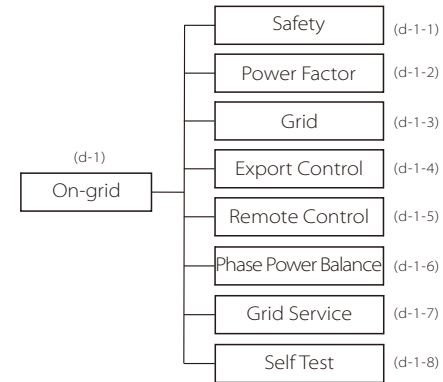 Safety (d-1-1)
Power Factor (d-1-2)
Grid (d-1-3)
(d-1)
Export Control (d-1-4)
On-grid
Remote Control (d-1-5)
Phase Power Balance (d-1-6)
Grid Service (d-1-7)
Self Test (d-1-8)